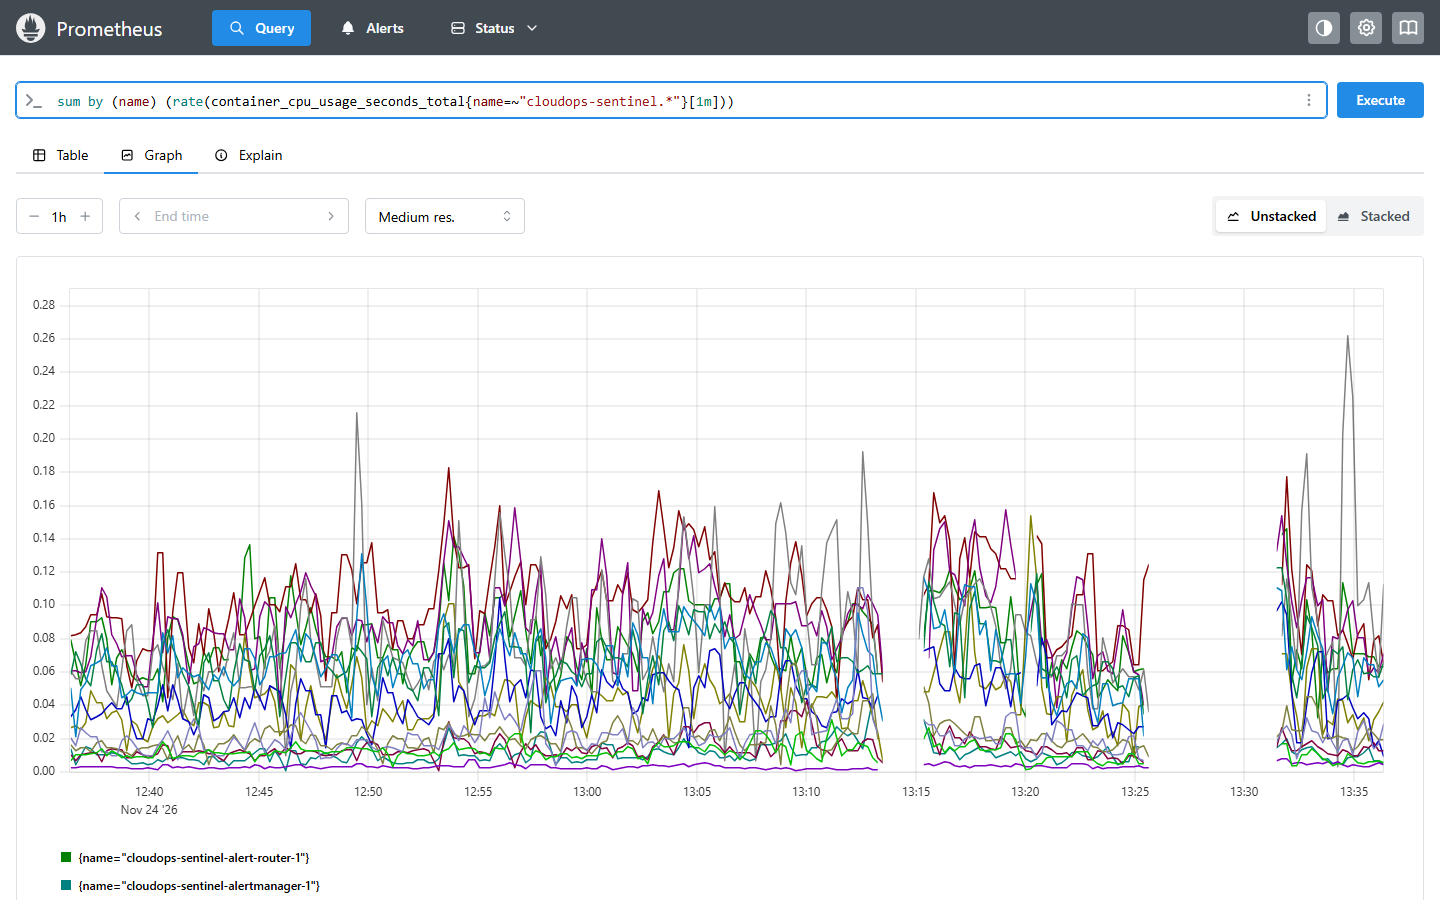 Prometheus
Query
Alerts
Status
sum by (name) (rate(container_cpu_usage_seconds_total{name=~"cloudops-sentinel.*"}[1m]))
Execute
Table
Graph
Explain
1h
End time
Medium res.
Unstacked
Stacked
0.28
0.26
0.24
0.22
0.20
0.18
0.16
0.14
0.12
0.10
0.08
0.06
0.04
0.02
0.00
12:40 12:45 12:50 12:55 13:00 13:05 13:10 13:15 13:20 13:25 13:30 13:35
Nov 24 '26
{name="cloudops-sentinel-alert-router-1"}
{name="cloudops-sentinel-alertmanager-1"}